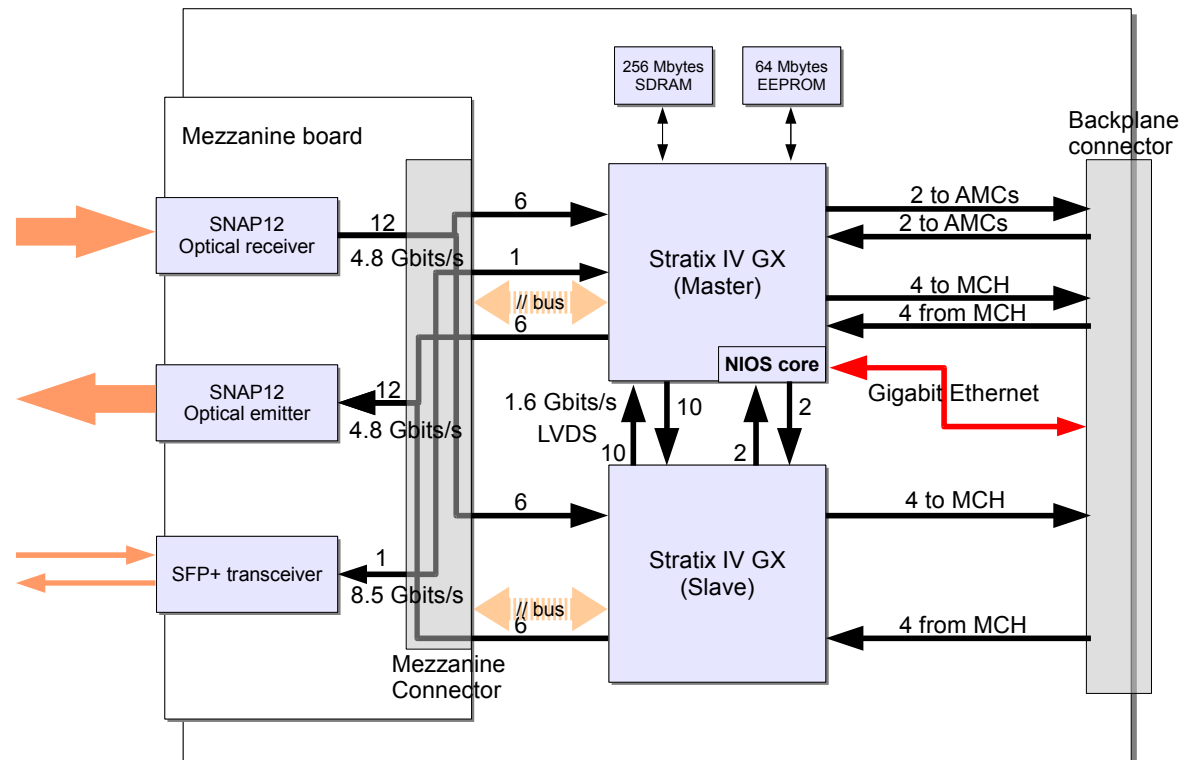 256 Mbytes
SDRAM
64 Mbytes
EEPROM
Mezzanine board
Backplane
connector
SNAP12
Optical receiver
12
4.8 Gbits/s
6
1
// bus
6
Stratix IV GX
(Master)
NIOS core
2 to AMCs
2 to AMCs
4 to MCH
4 from MCH
Gigabit Ethernet
SNAP12
Optical emitter
12
4.8 Gbits/s
1.6 Gbits/s
LVDS
10
10
2
2
SFP+ transceiver
1
8.5 Gbits/s
6
// bus
6
Stratix IV GX
(Slave)
4 to MCH
4 from MCH
Mezzanine
Connector